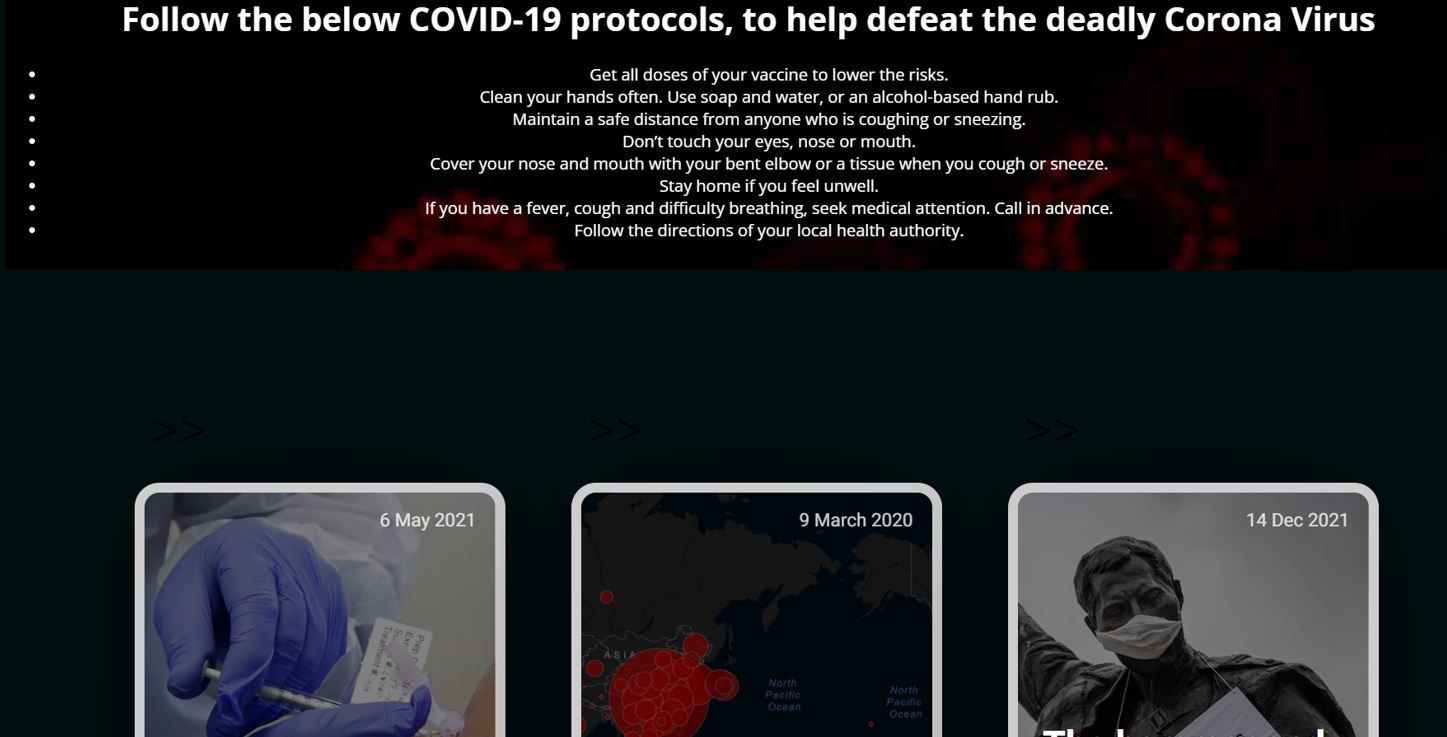 Follow the below COVID-19 protocols, to help defeat the deadly Corona Virus
• Get all doses of your vaccine to lower the risks.
• Clean your hands often. Use soap and water, or an alcohol-based hand rub.
• Maintain a safe distance from anyone who is coughing or sneezing.
• Don’t touch your eyes, nose or mouth.
• Cover your nose and mouth with your bent elbow or a tissue when you cough or sneeze.
• Stay home if you feel unwell.
• If you have a fever, cough and difficulty breathing, seek medical attention. Call in advance.
• Follow the directions of your local health authority.
>> >> >>
6 May 2021
9 March 2020
14 Dec 2021
ASIA
North
Pacific
Ocean
North
Pacific
Ocean